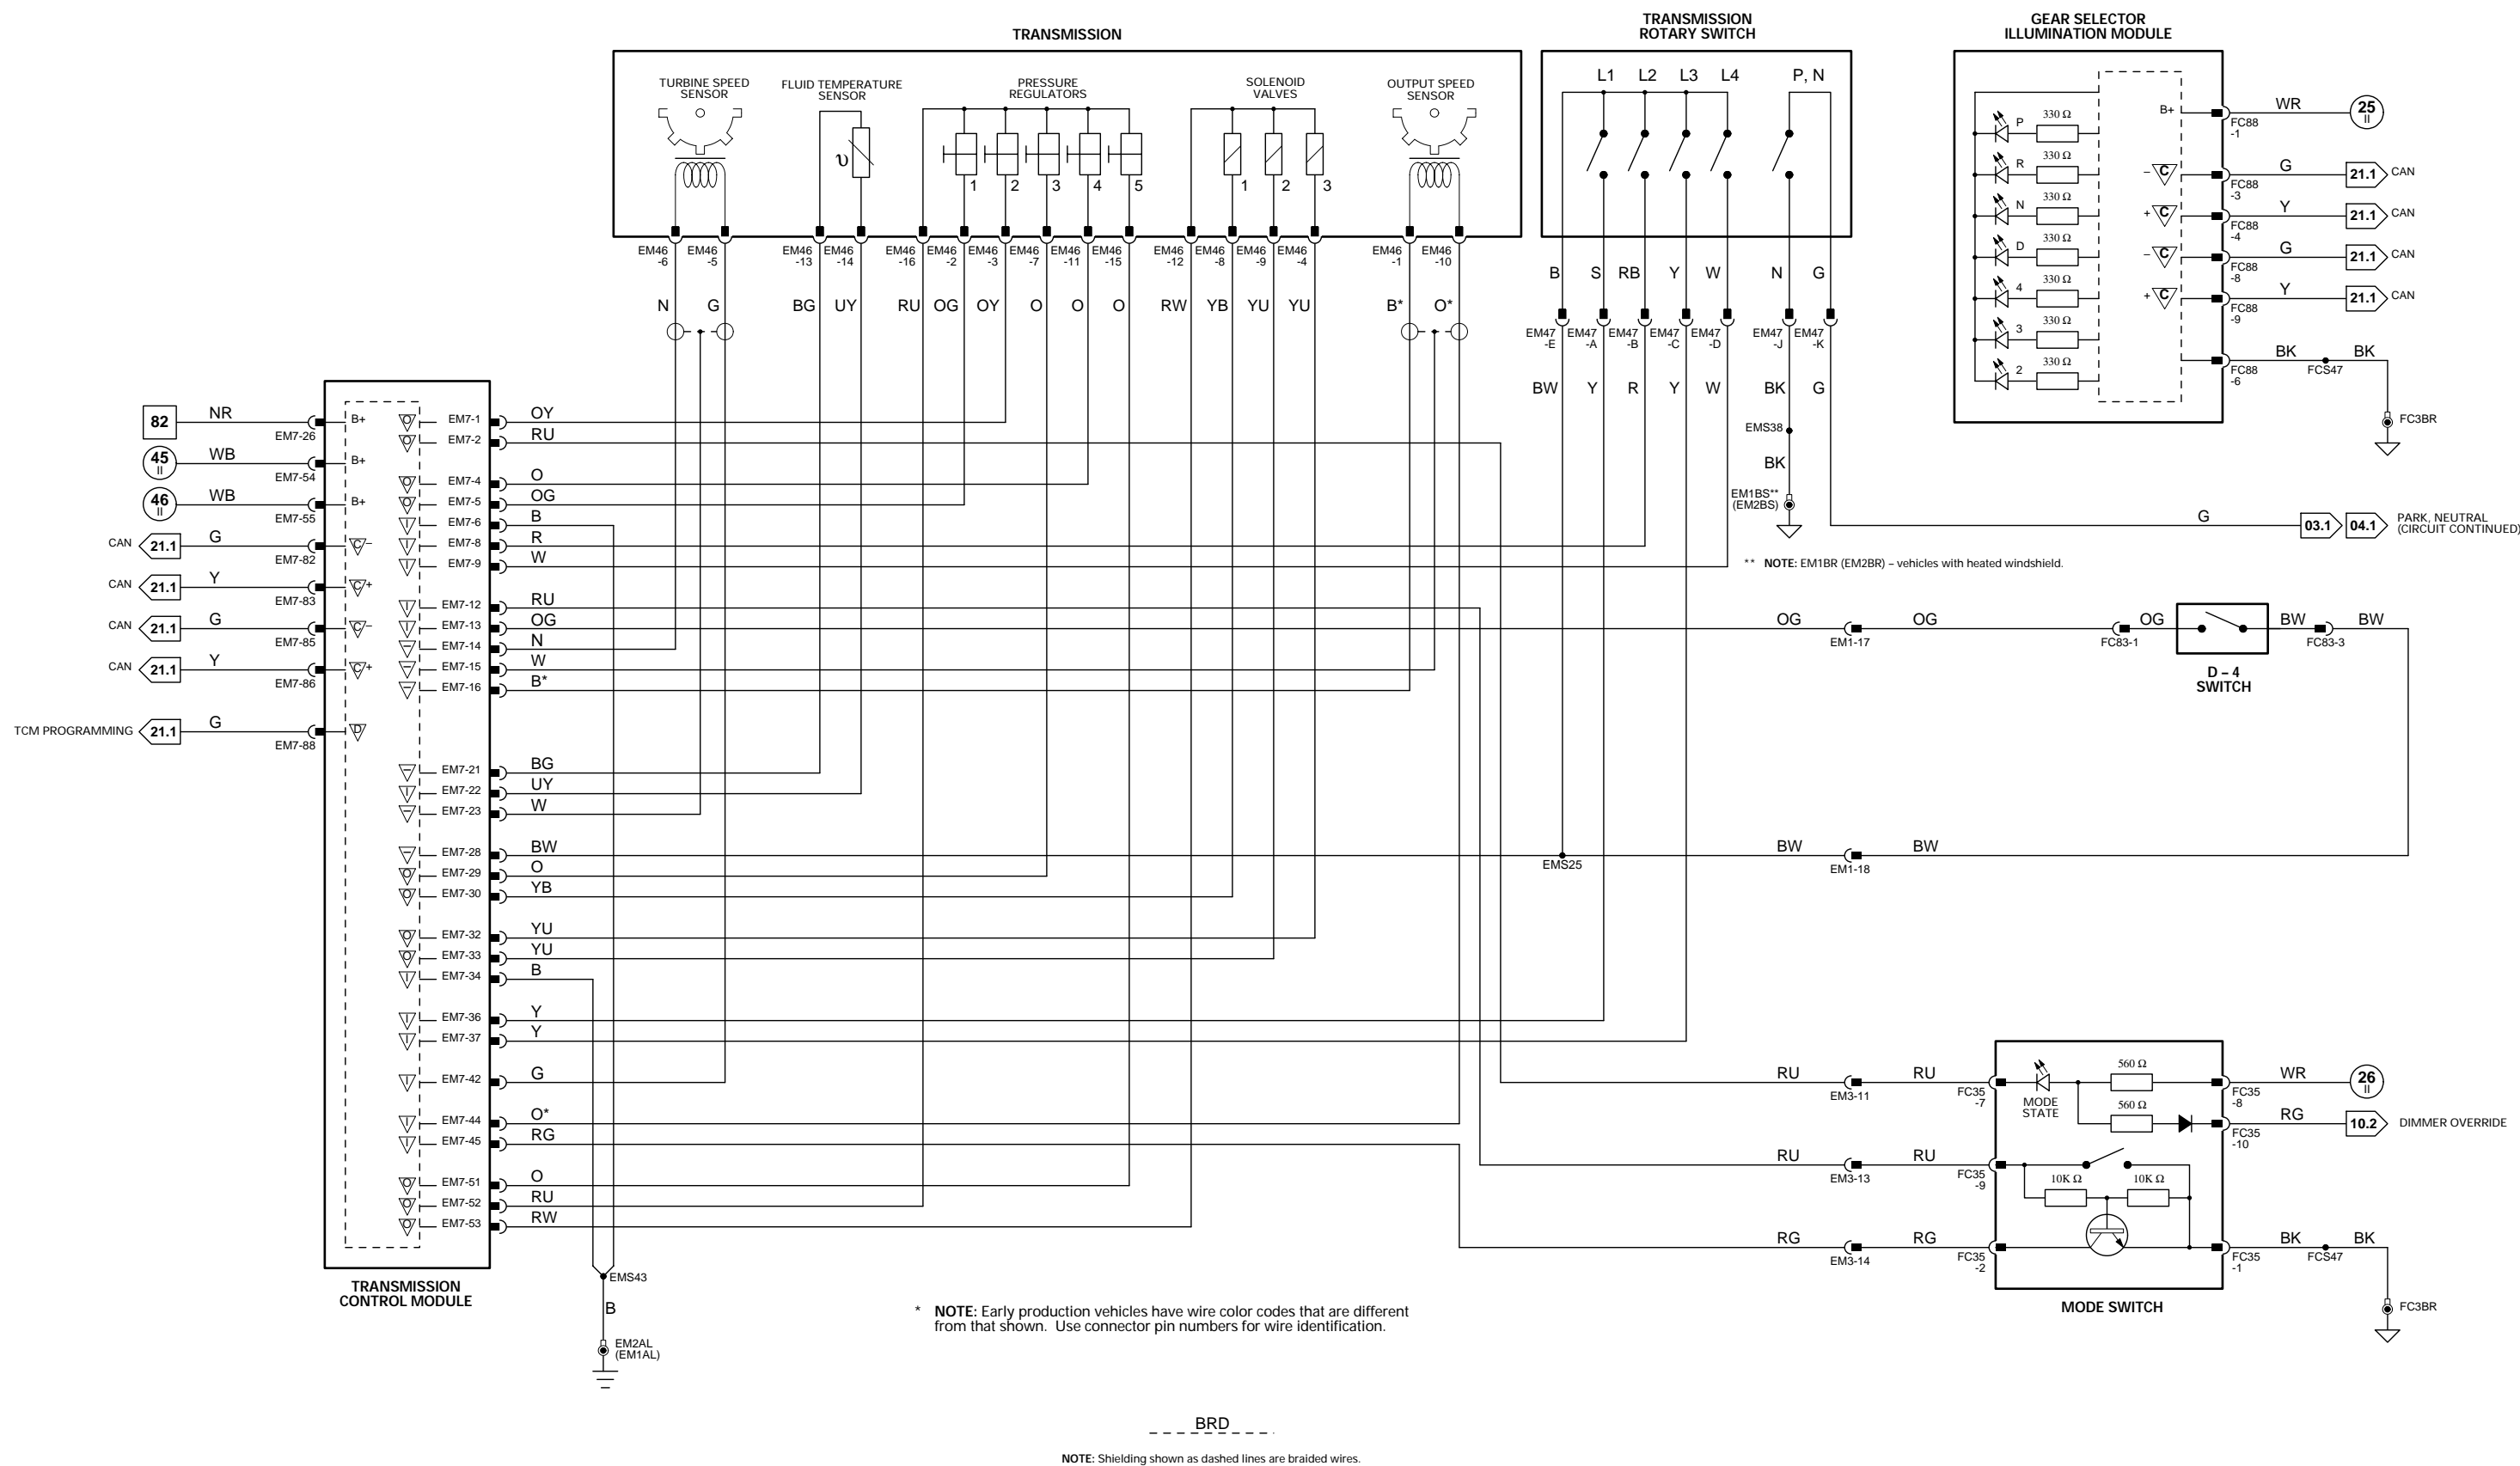 TRANSMISSION
TRANSMISSION
ROTARY SWITCH
GEAR SELECTOR
ILLUMINATION MODULE
TURBINE SPEED
SENSOR
FLUID TEMPERATURE
SENSOR
PRESSURE
REGULATORS
SOLENOID
VALVES
OUTPUT SPEED
SENSOR
υ
1 2 3 4 5
1 2 3
L1 L2 L3 L4 P, N
EM46 -6
EM46 -5
EM46 -13
EM46 -14
EM46 -16
EM46 -2
EM46 -3
EM46 -7
EM46 -11
EM46 -15
EM46 -12
EM46 -8
EM46 -9
EM46 -4
EM46 -1
EM46 -10
N G BG UY RU OG OY O O O RW YB YU YU B* O*
B S RB Y W N G
EM47 -E
EM47 -A
EM47 -B
EM47 -C
EM47 -D
EM47 -J
EM47 -K
BW Y R Y W BK G
EMS38
BK
EM1BS**
(EM2BS)
G 03.1 04.1 PARK, NEUTRAL
(CIRCUIT CONTINUED)
** NOTE: EM1BR (EM2BR) – vehicles with heated windshield.
P 330 Ω
R 330 Ω
N 330 Ω
D 330 Ω
4 330 Ω
3 330 Ω
2 330 Ω
B+ FC88 -1 WR 25 II
– C FC88 -3 G 21.1 CAN
+ C FC88 -4 Y 21.1 CAN
– C FC88 -8 G 21.1 CAN
+ C FC88 -9 Y 21.1 CAN
FC88 -6 BK FCS47 BK
FC3BR
82 NR EM7-26 B+
45 II WB EM7-54 B+
46 II WB EM7-55 B+
CAN 21.1 G EM7-82 C –
CAN 21.1 Y EM7-83 C +
CAN 21.1 G EM7-85 C –
CAN 21.1 Y EM7-86 C +
TCM PROGRAMMING 21.1 G EM7-88 D
O EM7-1 OY
O EM7-2 RU
O EM7-4 O
O EM7-5 OG
I EM7-6 B
I EM7-8 R
I EM7-9 W
I EM7-12 RU
I EM7-13 OG
– EM7-14 N
– EM7-15 W
– EM7-16 B*
– EM7-21 BG
I EM7-22 UY
– EM7-23 W
– EM7-28 BW
O EM7-29 O
O EM7-30 YB
O EM7-32 YU
O EM7-33 YU
I EM7-34 B
I EM7-36 Y
I EM7-37 Y
I EM7-42 G
I EM7-44 O*
I EM7-45 RG
O EM7-51 O
O EM7-52 RU
O EM7-53 RW
TRANSMISSION
CONTROL MODULE
EMS43
B
EM2AL
(EM1AL)
OG EM1-17 OG FC83-1 OG BW FC83-3 BW
D – 4
SWITCH
EMS25 BW EM1-18 BW
RU EM3-11 RU FC35 -7
MODE
STATE
560 Ω
FC35 -8 WR 26 II
560 Ω
FC35 -10 RG 10.2 DIMMER OVERRIDE
RU EM3-13 RU FC35 -9
10K Ω 10K Ω
RG EM3-14 RG FC35 -2
FC35 -1 BK FCS47 BK
FC3BR
MODE SWITCH
* NOTE: Early production vehicles have wire color codes that are different
from that shown. Use connector pin numbers for wire identification.
BRD
NOTE: Shielding shown as dashed lines are braided wires.